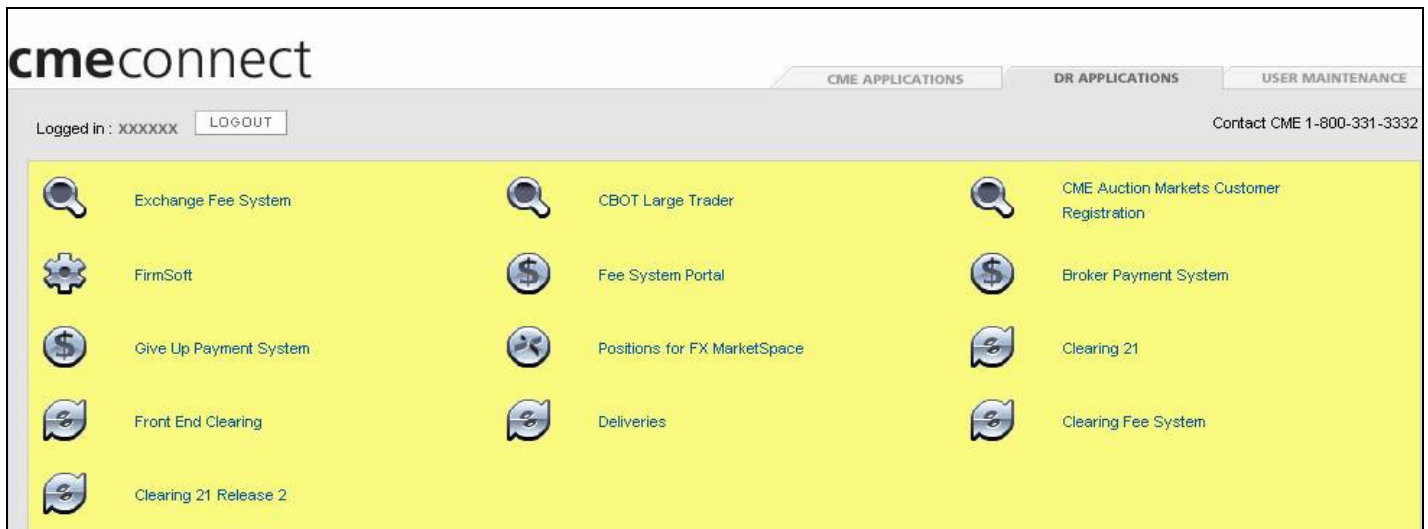 cmeconnect
CME APPLICATIONS
DR APPLICATIONS
USER MAINTENANCE
Logged in : XXXXXX
LOGOUT
Contact CME 1-800-331-3332
Exchange Fee System
CBOT Large Trader
CME Auction Markets Customer
Registration
FirmSoft
Fee System Portal
Broker Payment System
Give Up Payment System
Positions for FX MarketSpace
Clearing 21
Front End Clearing
Deliveries
Clearing Fee System
Clearing 21 Release 2